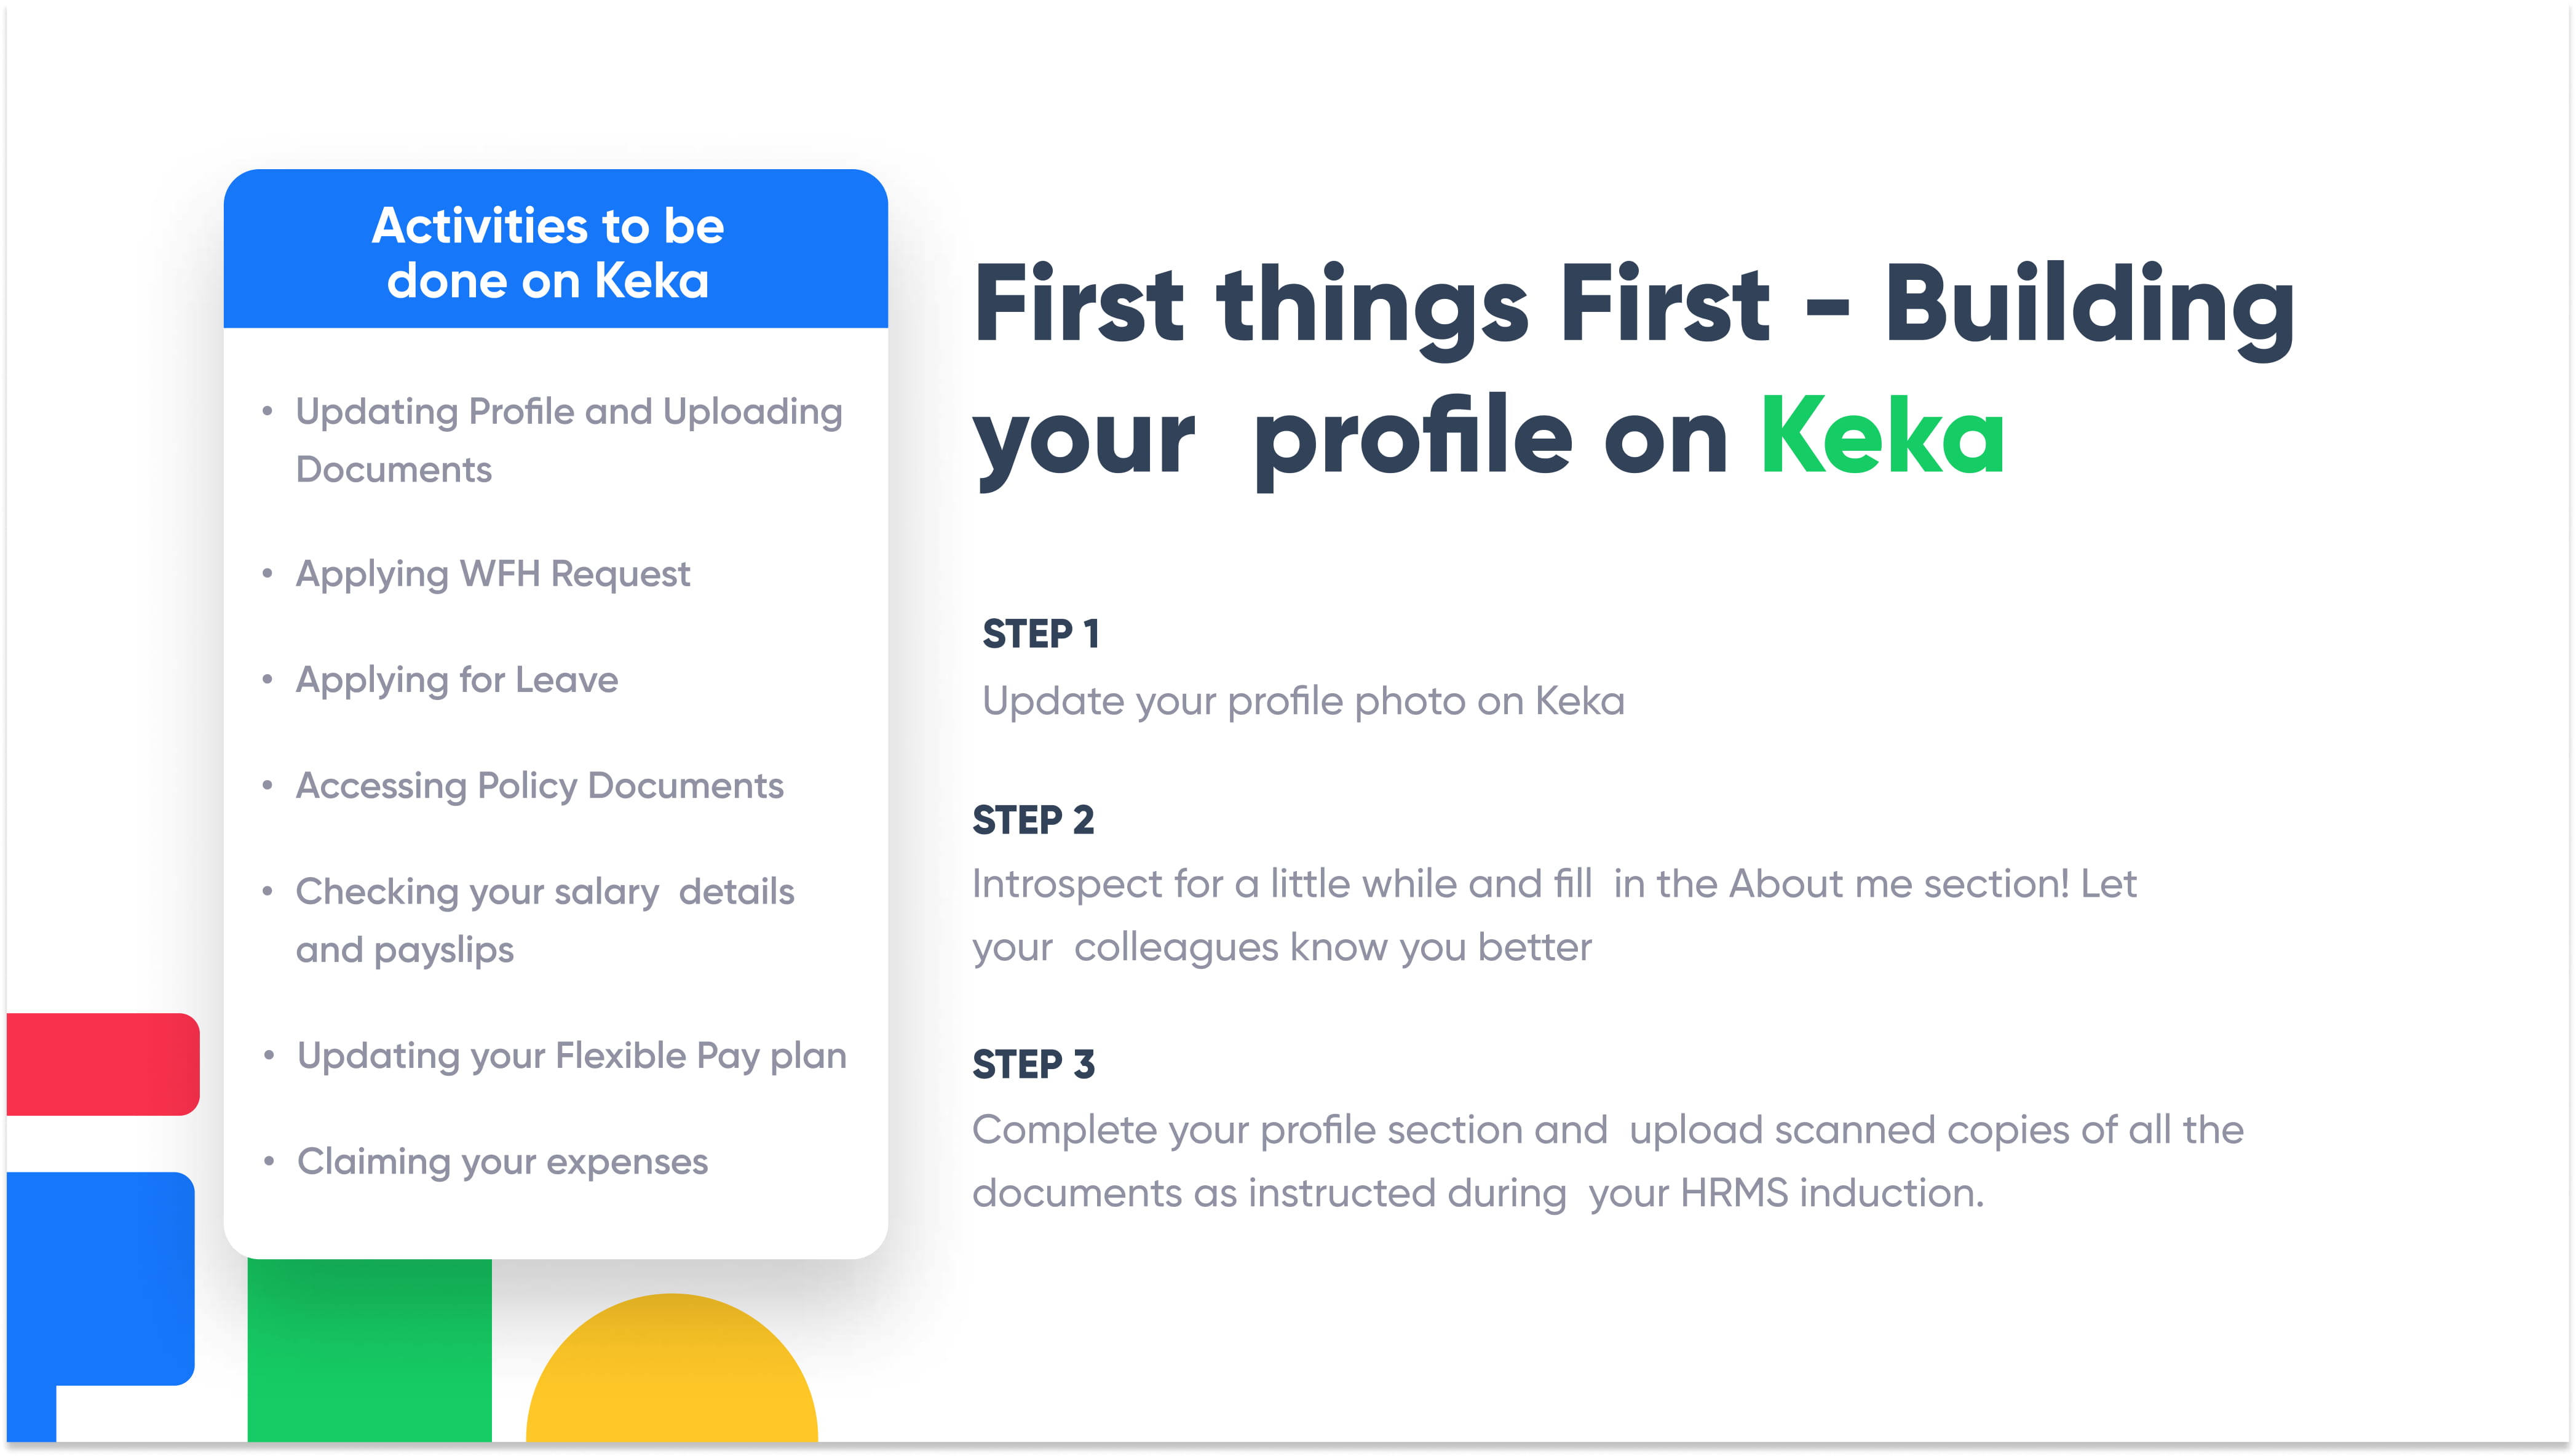 Activities to be
done on Keka
• Updating Profile and Uploading
Documents
• Applying WFH Request
• Applying for Leave
• Accessing Policy Documents
• Checking your salary  details
and payslips
• Updating your Flexible Pay plan
• Claiming your expenses
First things First - Building
your  profile on Keka
STEP 1
Update your profile photo on Keka
STEP 2
Introspect for a little while and fill  in the About me section! Let
your  colleagues know you better
STEP 3
Complete your profile section and  upload scanned copies of all the
documents as instructed during  your HRMS induction.